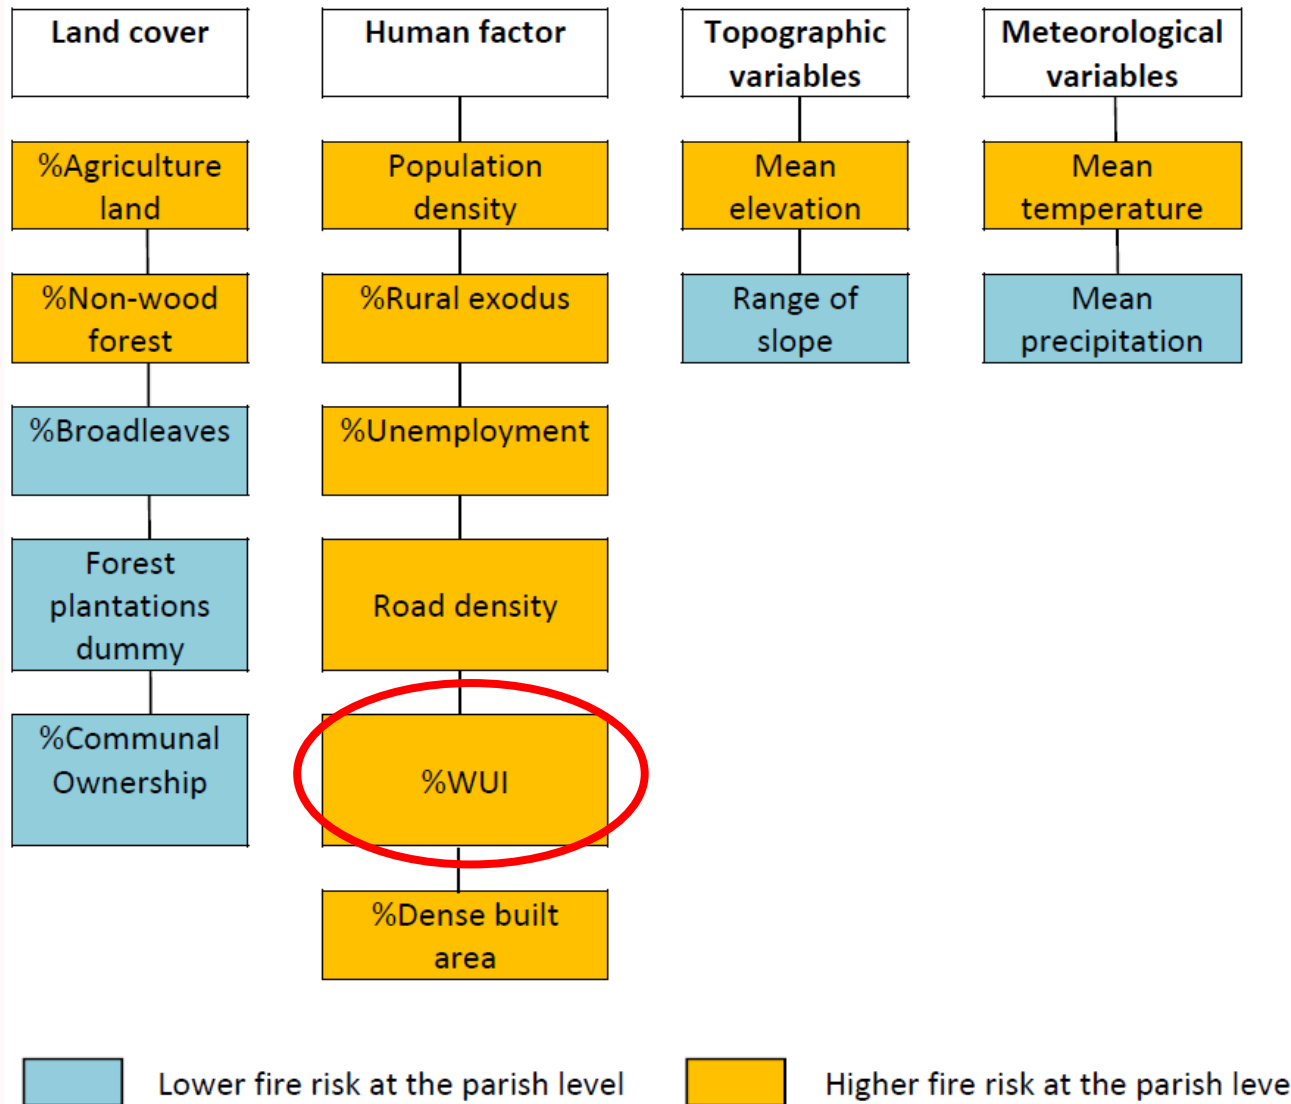 Land cover
Human factor
Topographic
variables
Meteorological
variables
%Agriculture
land
Population
density
Mean
elevation
Mean
temperature
%Non-wood
forest
%Rural exodus
Range of
slope
Mean
precipitation
%Broadleaves
%Unemployment
Forest
plantations
dummy
Road density
%Communal
Ownership
%WUI
%Dense built
area
Lower fire risk at the parish level
Higher fire risk at the parish leve